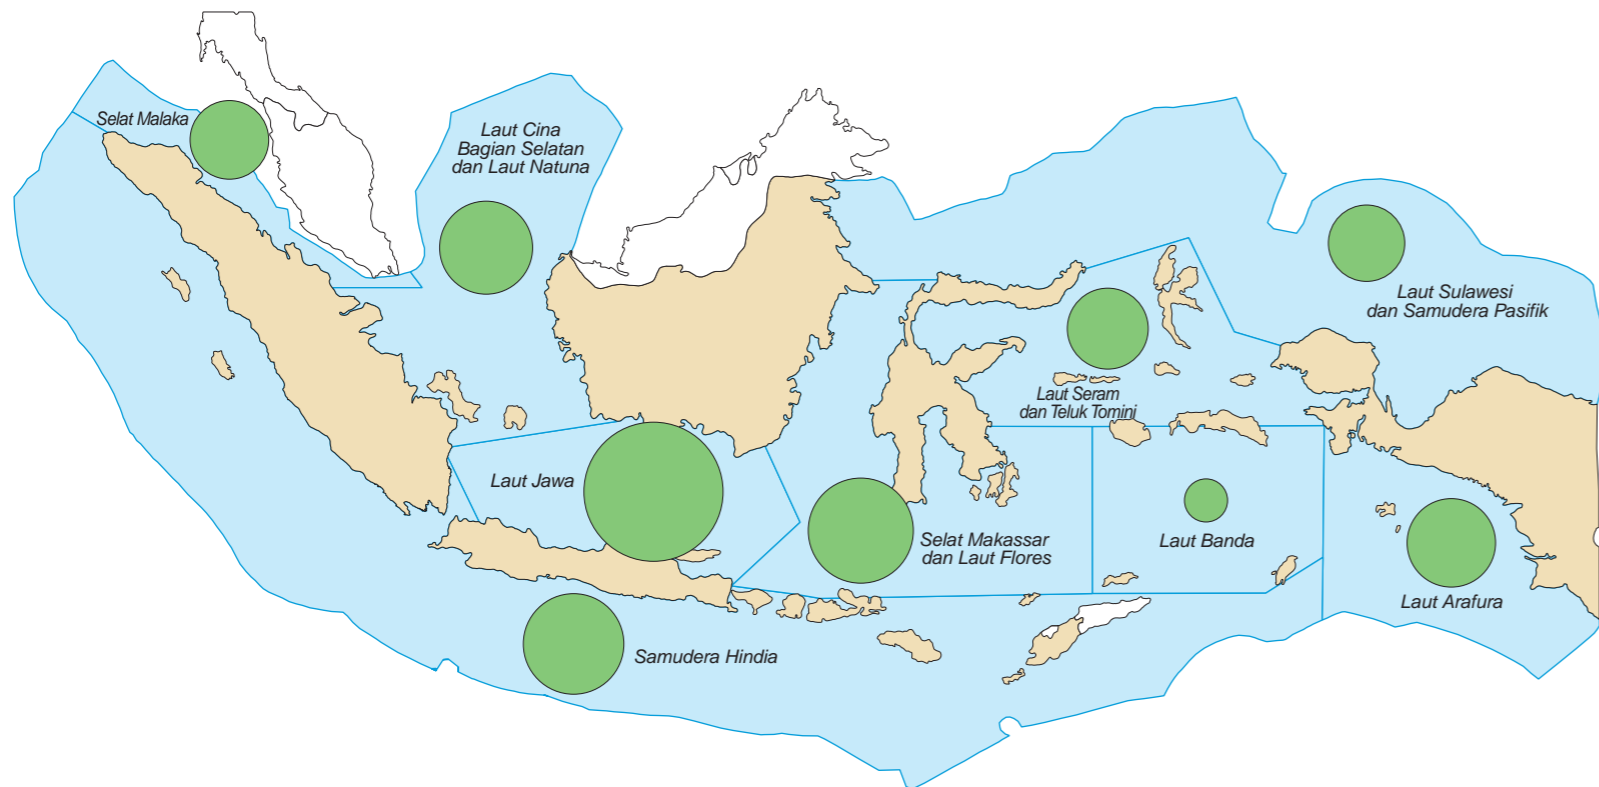 Selat Malaka
Laut Cina
Bagian Selatan
dan Laut Natuna
Laut Sulawesi
dan Samudera Pasifik
Laut Seram
dan Teluk Tomini
Laut Jawa
Selat Makassar
dan Laut Flores
Laut Banda
Laut Arafura
Samudera Hindia